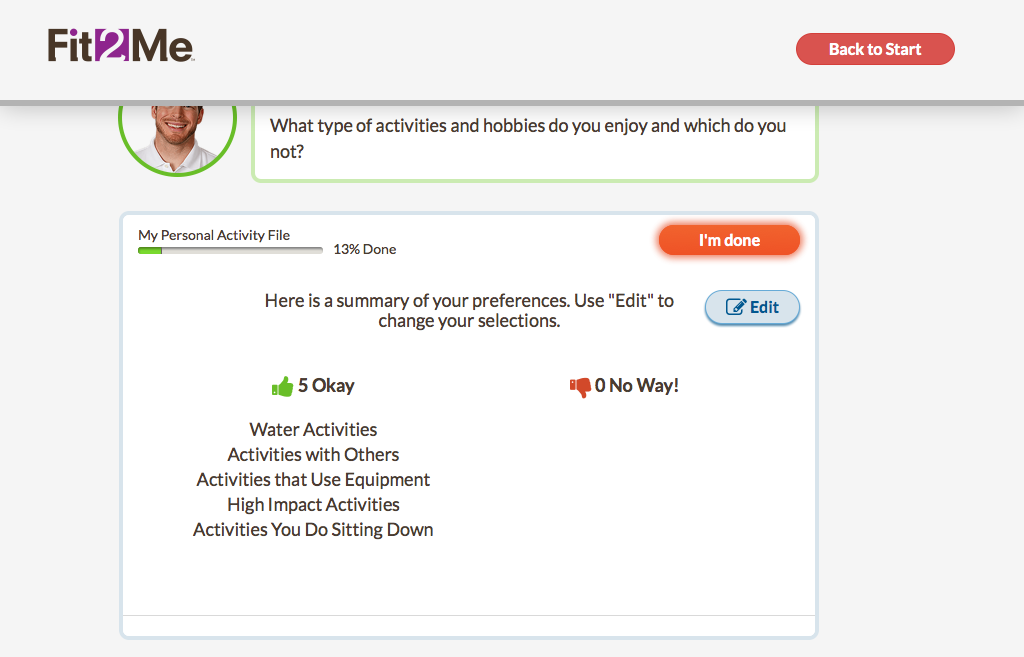 Fit2Me
Back to Start
What type of activities and hobbies do you enjoy and which do you
not?
My Personal Activity File
13% Done
I'm done
Here is a summary of your preferences. Use "Edit" to
change your selections.
Edit
5 Okay
0 No Way!
Water Activities
Activities with Others
Activities that Use Equipment
High Impact Activities
Activities You Do Sitting Down